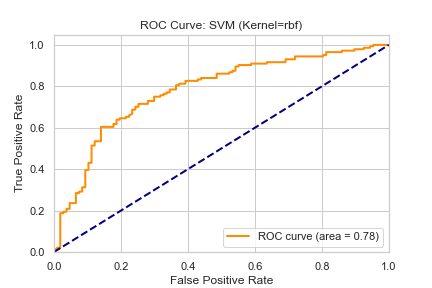 ROC Curve: SVM (Kernel=rbf)
True Positive Rate
1.0
0.8
0.6
0.4
0.2
0.0
ROC curve (area = 0.78)
0.0 0.2 0.4 0.6 0.8 1.0
False Positive Rate